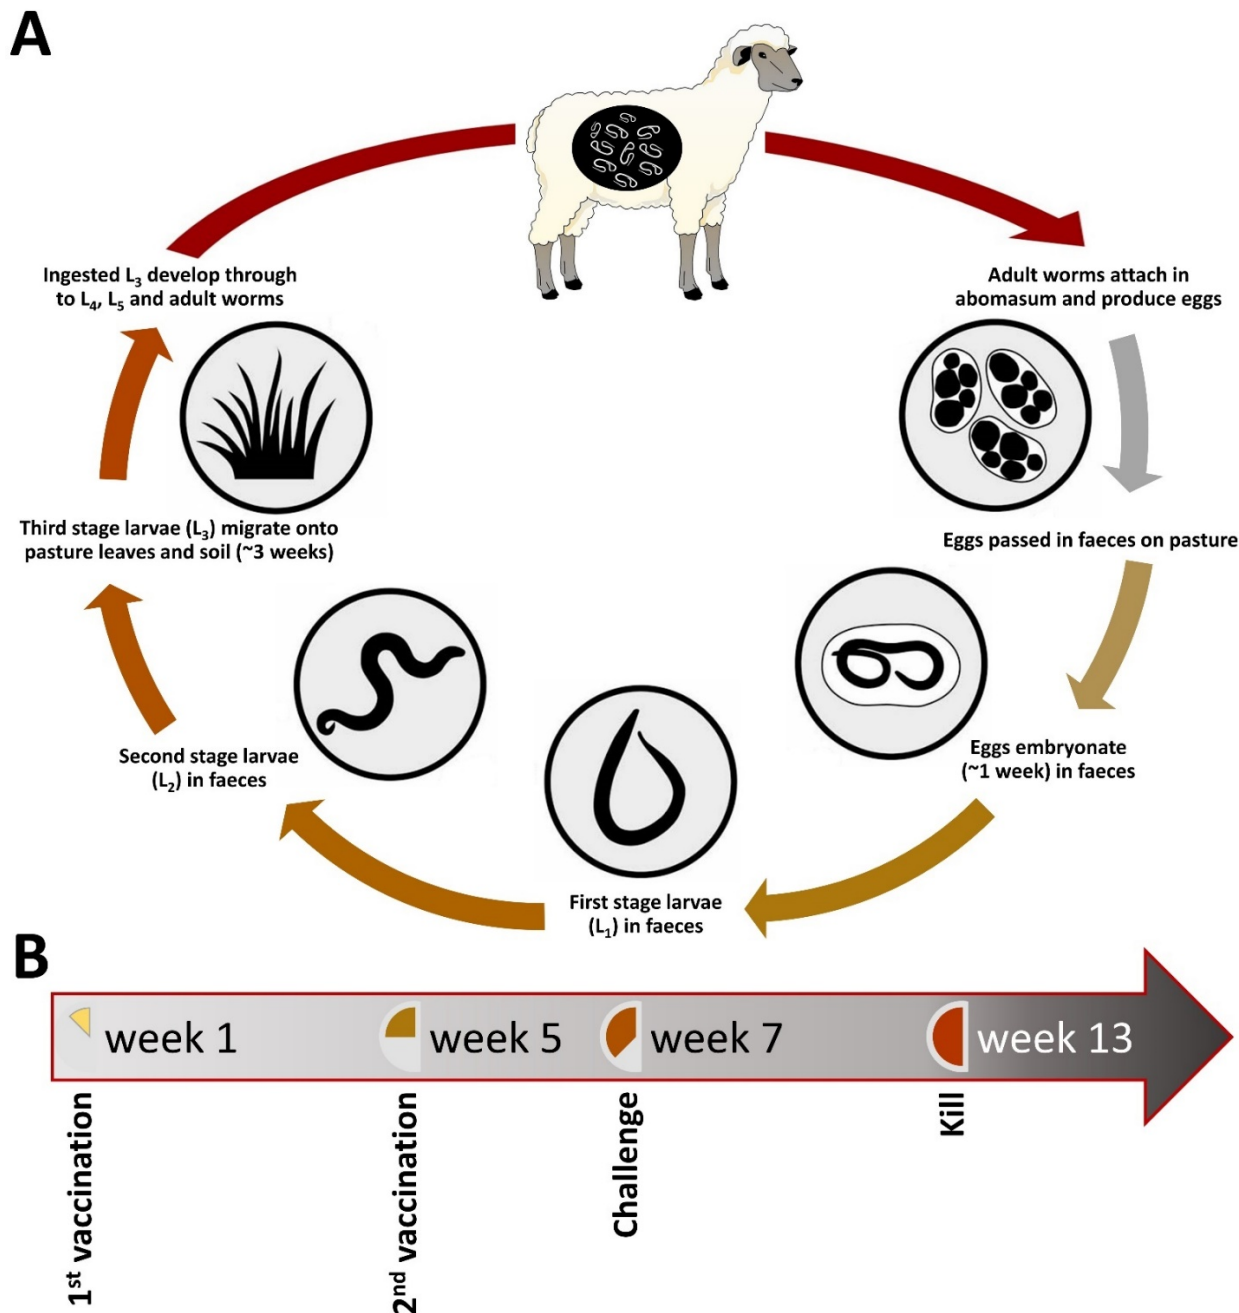 A
Ingested L₃ develop through
to L₄, L₅ and adult worms
Adult worms attach in
abomasum and produce eggs
Third stage larvae (L₃) migrate onto
pasture leaves and soil (~3 weeks)
Eggs passed in faeces on pasture
Second stage larvae
(L₂) in faeces
Eggs embryonate
(~1 week) in faeces
First stage larvae
(L₁) in faeces
B
week 1
week 5
week 7
week 13
1st vaccination
2nd vaccination
Challenge
Kill